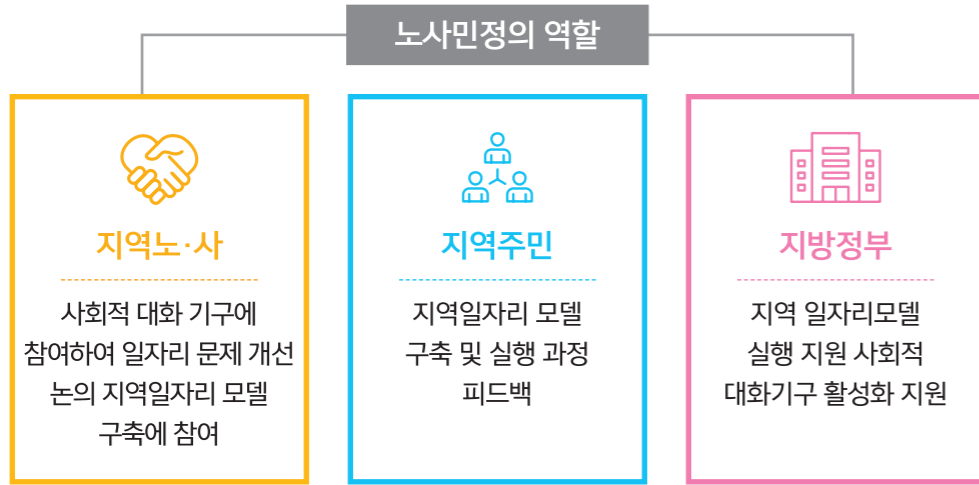 노사민정의 역할
지역노·사
사회적 대화 기구에
참여하여 일자리 문제 개선
논의 지역일자리 모델
구축에 참여
지역주민
지역일자리 모델
구축 및 실행 과정
피드백
지방정부
지역 일자리모델
실행 지원 사회적
대화기구 활성화 지원